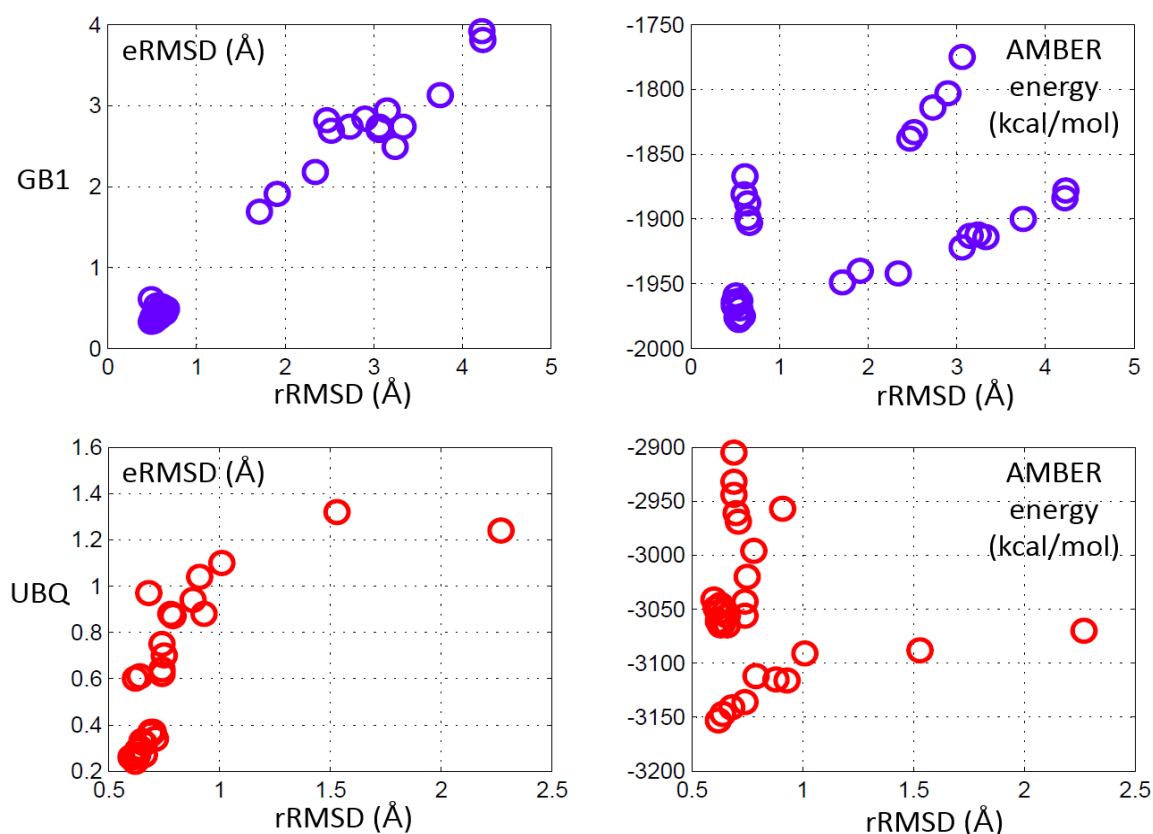 4
3
2
1
0
eRMSD (Å)
GB1
0 1 2 3 4 5
rRMSD (Å)
-1750
-1800
-1850
-1900
-1950
-2000
AMBER
energy
(kcal/mol)
0 1 2 3 4 5
rRMSD (Å)
1.6
1.4
1.2
1
0.8
0.6
0.4
0.2
eRMSD (Å)
UBQ
0.5 1 1.5 2 2.5
rRMSD (Å)
-2900
-2950
-3000
-3050
-3100
-3150
-3200
AMBER
energy
(kcal/mol)
0.5 1 1.5 2 2.5
rRMSD (Å)